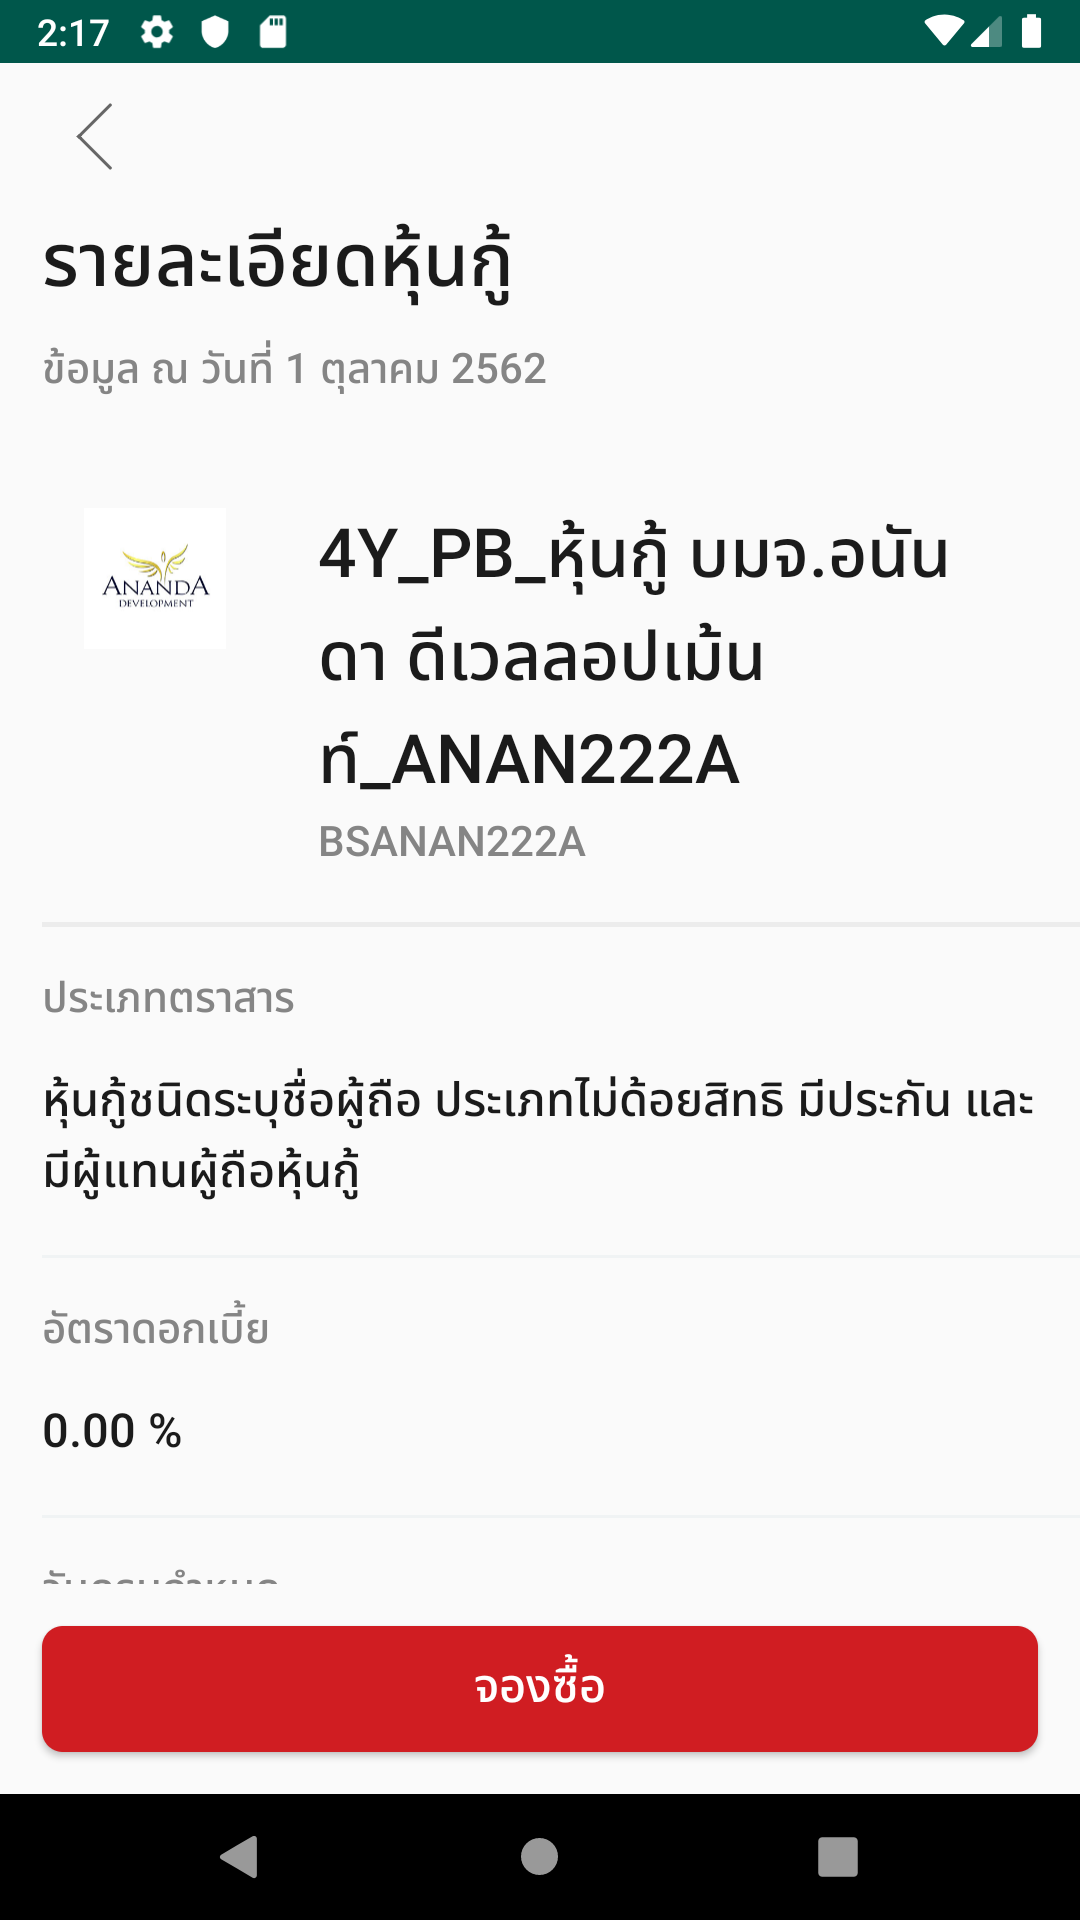 2:17
รายละเอียดหุ้นกู้
ข้อมูล ณ วันที่ 1 ตุลาคม 2562
ANANDA
DEVELOPMENT
4Y_PB_หุ้นกู้ บมจ.อนัน
ดา ดีเวลลอปเม้น
ท์_ANAN222A
BSANAN222A
ประเภทตราสาร
หุ้นกู้ชนิดระบุชื่อผู้ถือ ประเภทไม่ด้อยสิทธิ มีประกัน และ
มีผู้แทนผู้ถือหุ้นกู้
อัตราดอกเบี้ย
0.00 %
จองซื้อ